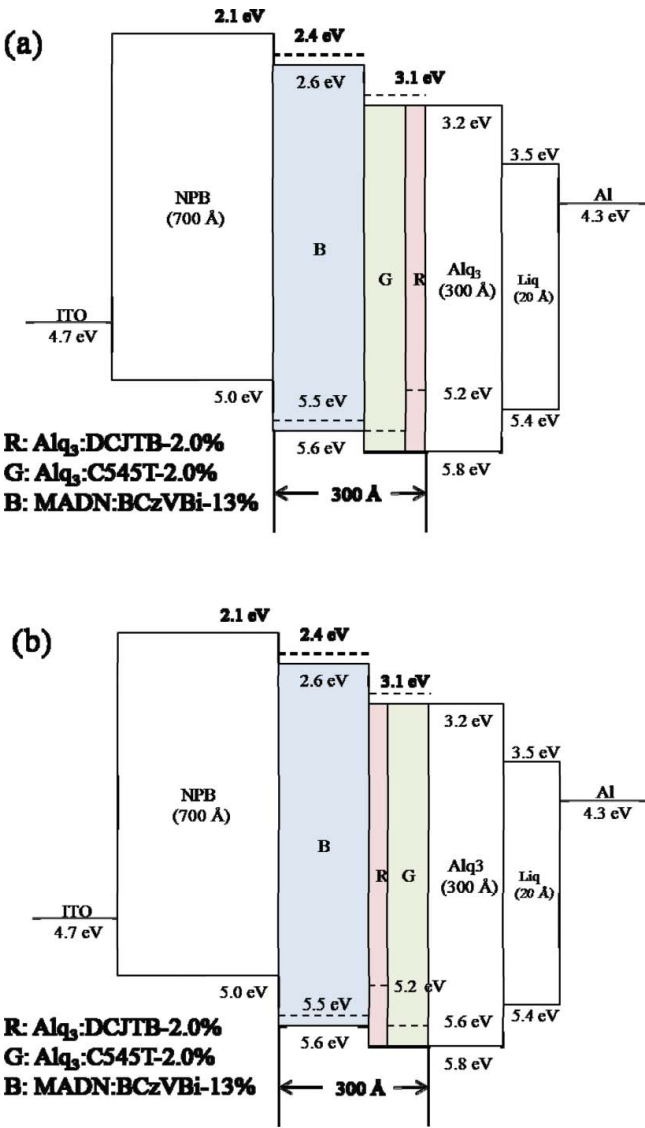 (a)
2.1 eV
2.4 eV
2.6 eV
3.1 eV
3.2 eV
3.5 eV
Al
4.3 eV
NPB
(700 Å)
B
G
R
Alq₃
(300 Å)
Liq
(20 Å)
ITO
4.7 eV
5.0 eV
5.5 eV
5.2 eV
5.6 eV
5.4 eV
5.8 eV
R: Alq₃:DCJTB-2.0%
G: Alq₃:C545T-2.0%
B: MADN:BCzVBi-13%
300 Å
(b)
2.1 eV
2.4 eV
2.6 eV
3.1 eV
3.2 eV
3.5 eV
Al
4.3 eV
NPB
(700 Å)
B
R
G
Alq3
(300 Å)
Liq
(20 Å)
ITO
4.7 eV
5.0 eV
5.2 eV
5.5 eV
5.6 eV
5.6 eV
5.4 eV
5.8 eV
R: Alq₃:DCJTB-2.0%
G: Alq₃:C545T-2.0%
B: MADN:BCzVBi-13%
300 Å